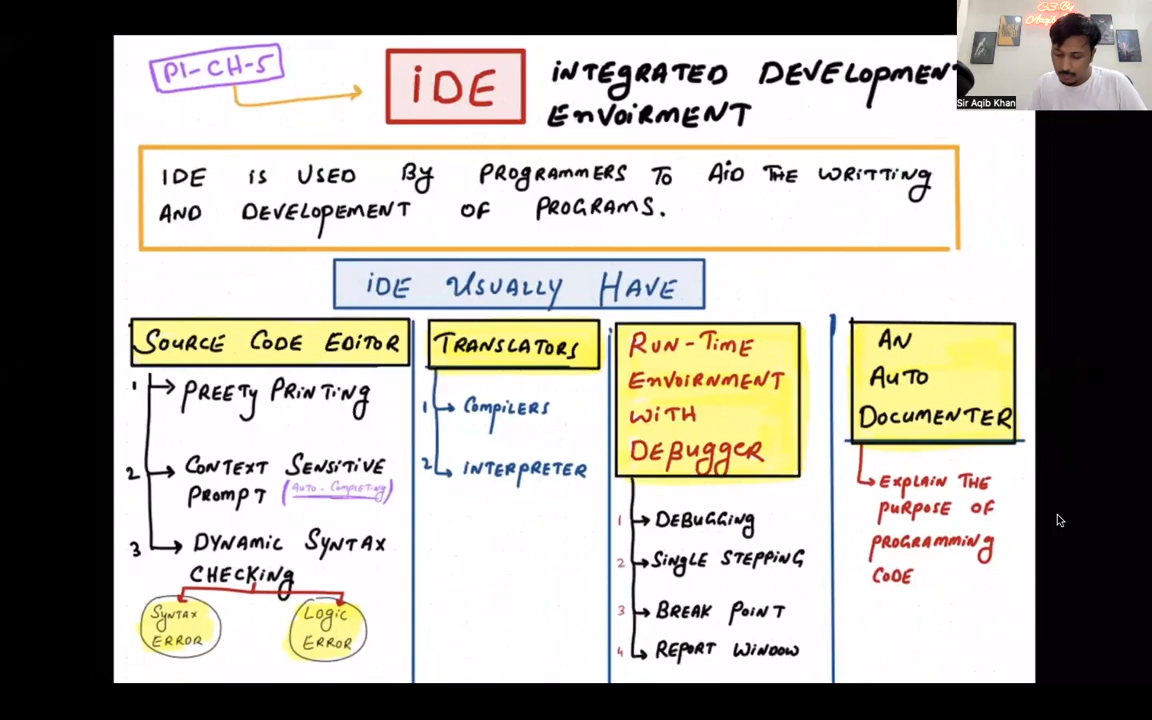 P1-CH-5
iDE
iNTEgRATED DEVELOPMEN
ENVOIRMENT
IDE iS USED By PROgRAMMERS TO AiD THE WRiTTiNg
AND DEVELOPEMENT OF PROgRAMS.
iDE USUALLY HAVE
SOURCE CODE EDiTOR
1 PREETy PRiNTiNg
2 CONTEXT SENSiTiVE
PROMPT (AUTO-COMPLETiNg)
3 DYNAMiC SYNTAX
CHECKiNg
SyNTAX
ERROR
LOgiC
ERROR
TRANSLATORS
1 COMPiLERS
2 iNTERPRETER
RUN-TiME
ENVOiRNMENT
WiTH
DEBuggER
1 DEBUGGiNg
2 SiNgLE STEPPiNG
3 BREAK POiNT
4 REPORT WiNDOW
AN
AUTO
DOCUMENTER
EXPLAiN THE
PURPOSE OF
PROGRAMMiNg
CODE
Sir Aqib Khan